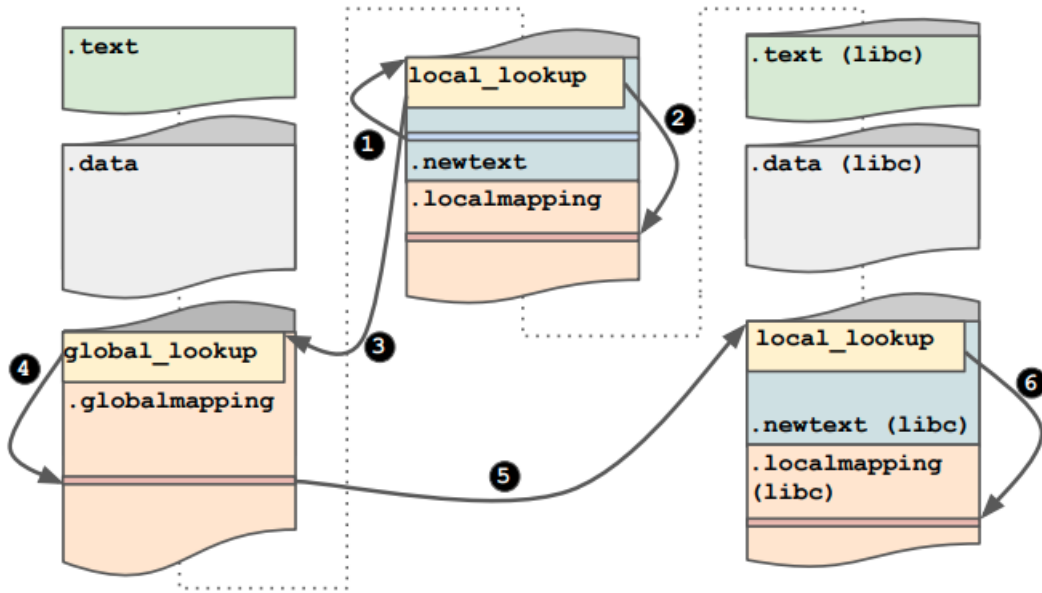 .text
.data
global_lookup
.globalmapping
4
local_lookup
1
2
.newtext
.localmapping
3
5
.text (libc)
.data (libc)
local_lookup
6
.newtext (libc)
.localmapping
(libc)